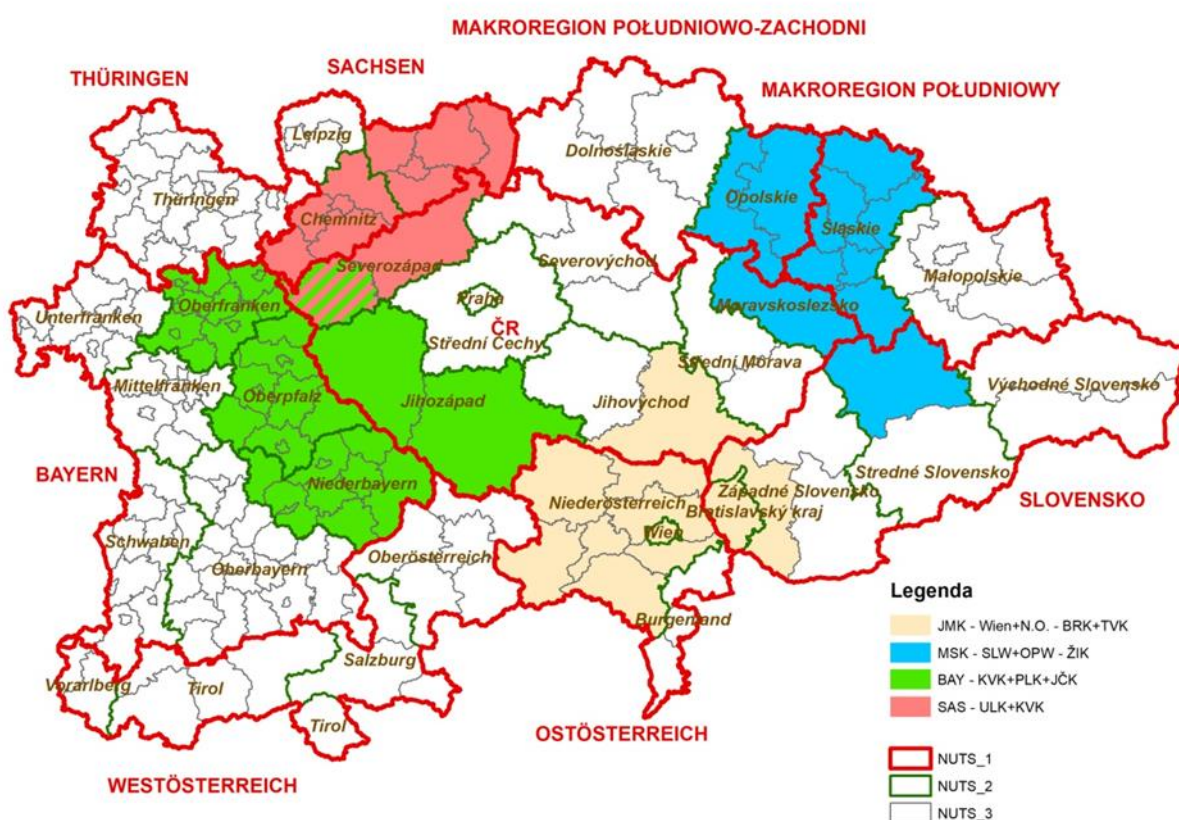 MAKROREGION POŁUDNIOWO-ZACHODNI
SACHSEN
THÜRINGEN
MAKROREGION POŁUDNIOWY
Leipzig
Dolnośląskie
Thüringen
Opolskie
Chemnitz
Śląskie
Severozápad
Severovýchod
Małopolskie
Oberfranken
Praha
Moravskoslezsko
Unterfranken
ČR
Střední Čechy
Střední Morava
Mittelfranken
Východné Slovensko
Oberpfalz
Jihozápad
Jihovýchod
BAYERN
Niederbayern
Stredné Slovensko
Západné Slovensko
SLOVENSKO
Niederösterreich
Bratislavský kraj
Wien
Schwaben
Oberösterreich
Oberbayern
Legenda
Burgenland
JMK - Wien+N.O. - BRK+TVK
MSK - SLW+OPW - ŽIK
Salzburg
BAY - KVK+PLK+JČK
Vorarlberg
Tirol
SAS - ULK+KVK
Tirol
OSTÖSTERREICH
NUTS_1
WESTÖSTERREICH
NUTS_2
NUTS_3